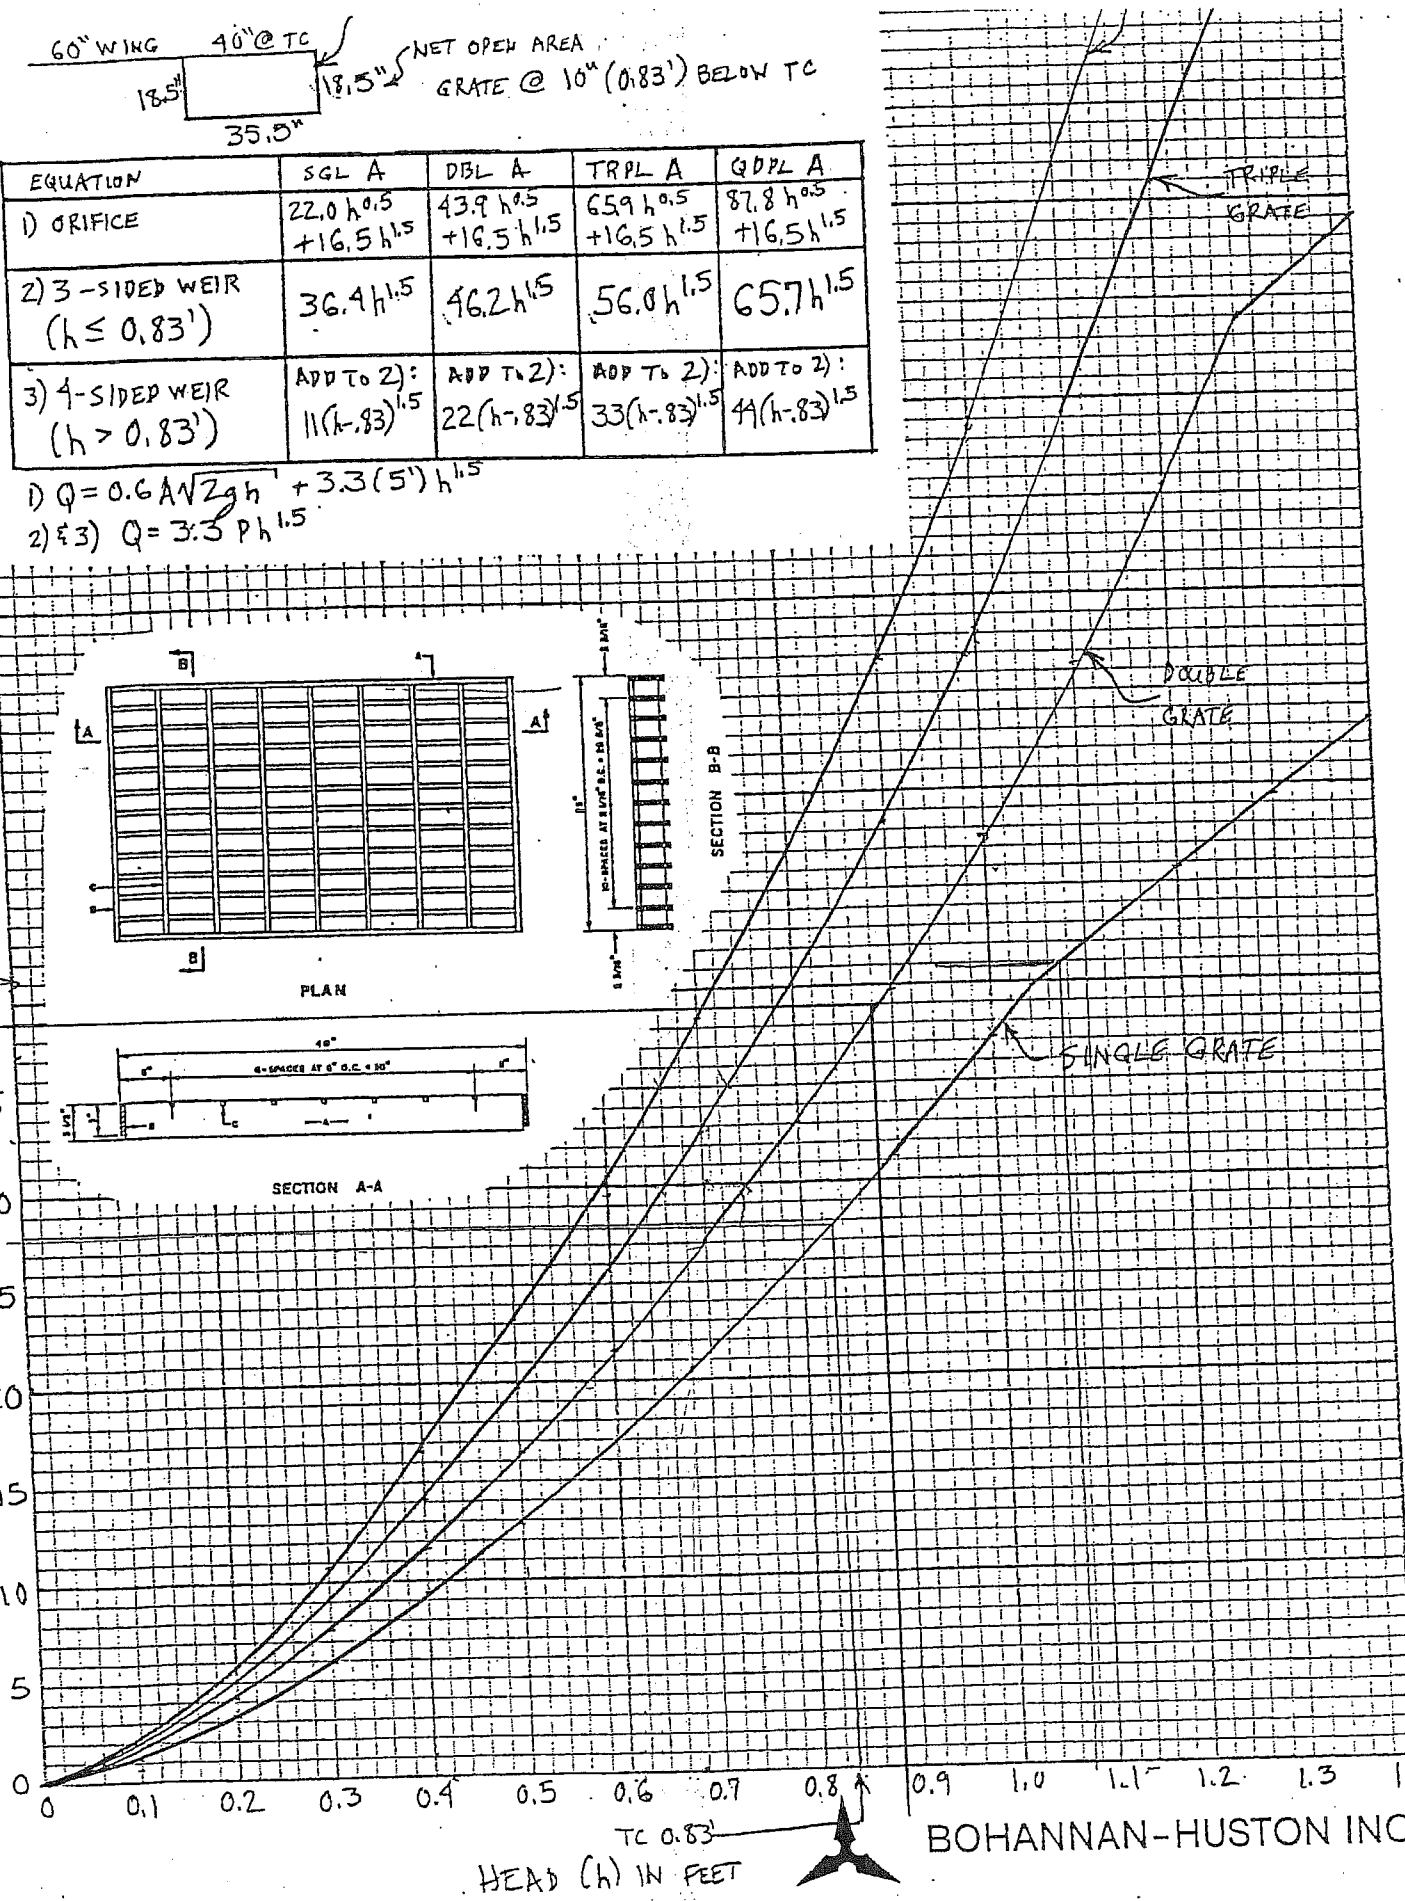 60" WING 40"@ TC
NET OPEN AREA
18.5" 18.5"
GRATE @ 10" (0.83') BELOW TC
35.5"
EQUATION SGL A DBL A TRPL A QDPL A
1) ORIFICE 22.0 h^0.5 +16.5 h^1.5 43.9 h^0.5 +16.5 h^1.5 65.9 h^0.5 +16.5 h^1.5 87.8 h^0.5 +16.5 h^1.5
2) 3-SIDED WEIR (h ≤ 0.83') 36.4 h^1.5 46.2 h^1.5 56.0 h^1.5 65.7 h^1.5
3) 4-SIDED WEIR (h > 0.83') ADD TO 2): 11(h-.83)^1.5 ADD TO 2): 22(h-.83)^1.5 ADD TO 2): 33(h-.83)^1.5 ADD TO 2): 44(h-.83)^1.5
1) Q = 0.6 A√2gh + 3.3(5') h^1.5
2) & 3) Q = 3.3 P h^1.5
TRIPLE
GRATE
DOUBLE
GRATE
SINGLE GRATE
B A
A A
B
PLAN
SECTION B-B
40"
SECTION A-A
0
5
0
15
10
5
0
0 0.1 0.2 0.3 0.4 0.5 0.6 0.7 0.8 0.9 1.0 1.1 1.2 1.3 1
TC 0.83'
HEAD (h) IN FEET
BOHANNAN-HUSTON INC